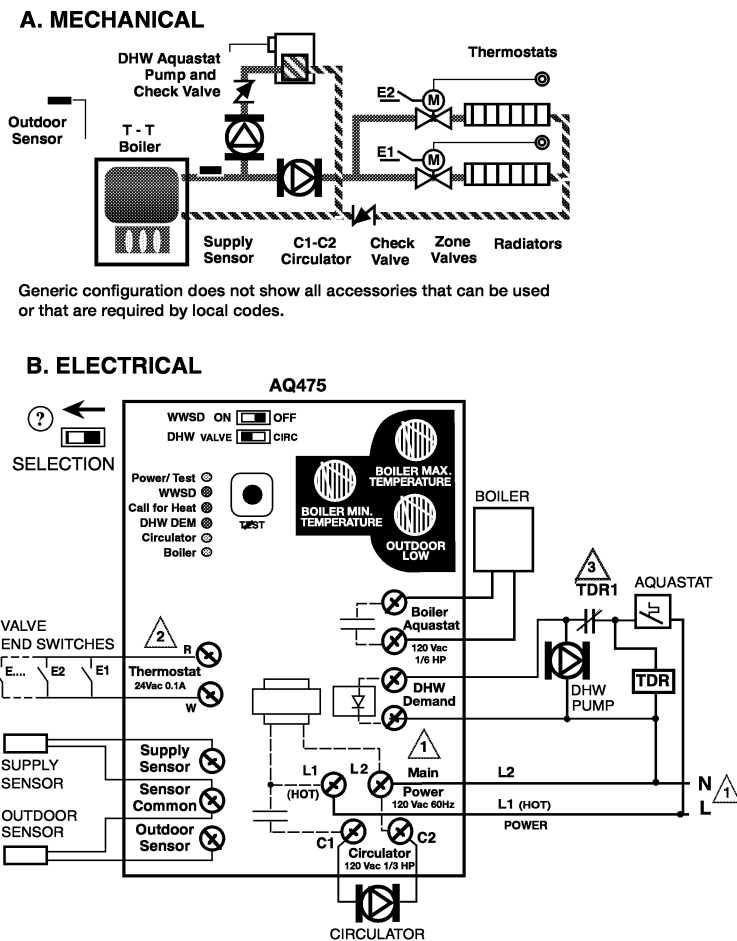 A. MECHANICAL
DHW Aquastat
Pump and
Check Valve
Thermostats
E2
M
Outdoor
Sensor
T - T
Boiler
E1
M
Supply
Sensor
C1-C2
Circulator
Check
Valve
Zone
Valves
Radiators
Generic configuration does not show all accessories that can be used
or that are required by local codes.
B. ELECTRICAL
AQ475
?
SELECTION
WWSD ON OFF
DHW VALVE CIRC
Power/ Test
WWSD
Call for Heat
DHW DEM
Circulator
Boiler
TEST
BOILER MAX.
TEMPERATURE
BOILER MIN.
TEMPERATURE
OUTDOOR
LOW
BOILER
3
TDR1
AQUASTAT
Boiler
Aquastat
120 Vac
1/6 HP
VALVE
END SWITCHES
E....
E2
E1
2
R
Thermostat
24Vac 0.1A
W
DHW
Demand
DHW
PUMP
TDR
SUPPLY
SENSOR
Supply
Sensor
Sensor
Common
OUTDOOR
SENSOR
Outdoor
Sensor
1
L1
(HOT)
L2
Main
Power
120 Vac 60Hz
L2
L1 (HOT)
POWER
N
L
1
C1
C2
Circulator
120 Vac 1/3 HP
CIRCULATOR